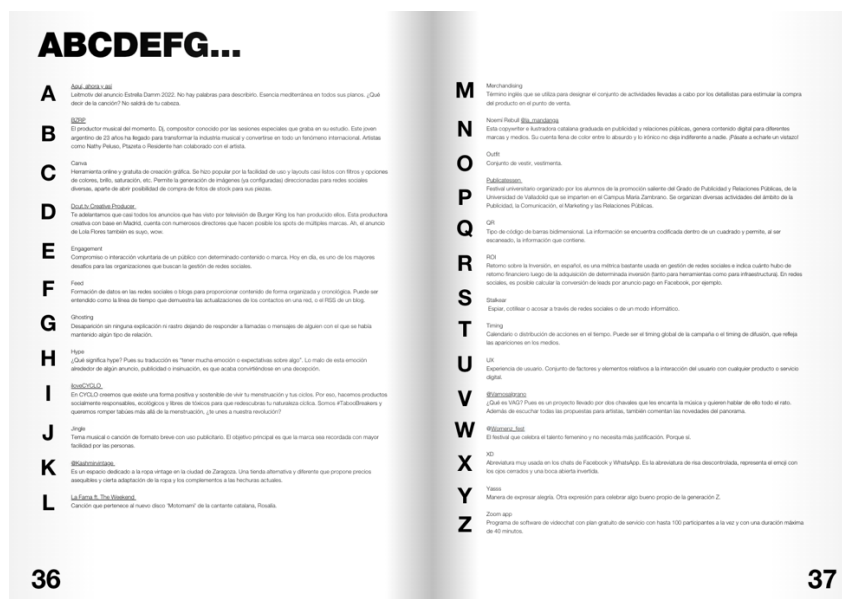 ABCDEFG...
A
Aquí, ahora y así
Leitmotiv del anuncio Estrella Damm 2022. No hay palabras para describirlo. Esencia mediterránea en todos sus planos. ¿Qué
decir de la canción? No saldrá de tu cabeza.
B
BZRP
El productor musical del momento. Dj, compositor conocido por las sesiones especiales que graba en su estudio. Este joven
argentino de 23 años ha llegado para transformar la industria musical y convertirse en todo un fenómeno internacional. Artistas
como Nathy Peluso, Plazeta o Residente han colaborado con el artista.
C
Canva
Herramienta online y gratuita de creación gráfica. Se hizo popular por la facilidad de uso y layouts casi listos con filtros y opciones
de colores, brillo, saturación, etc. Permite la generación de imágenes (ya configuradas) direccionadas para redes sociales
diversas, aparte de abrir posibilidad de compra de fotos de stock para sus piezas.
D
Dcut.tv Creative Producer
Te adelantamos que casi todos los anuncios que has visto por televisión de Burger King los han producido ellos. Esta productora
creativa con base en Madrid, cuenta con numerosos directores que hacen posible los spots de múltiples marcas. Ah, el anuncio
de Lola Flores también es suyo, wow.
E
Engagement
Compromiso o interacción voluntaria de un público con determinado contenido o marca. Hoy en día, es uno de los mayores
desafíos para las organizaciones que buscan la gestión de redes sociales.
F
Feed
Formación de datos en las redes sociales o blogs para proporcionar contenido de forma organizada y cronológica. Puede ser
entendido como la línea de tiempo que demuestra las actualizaciones de los contactos en una red, o el RSS de un blog.
G
Ghosting
Desaparición sin ninguna explicación ni rastro dejando de responder a llamadas o mensajes de alguien con el que se había
mantenido algún tipo de relación.
H
Hype
¿Qué significa hype? Pues su traducción es “tener mucha emoción o expectativas sobre algo”. Lo malo de esta emoción
alrededor de algún anuncio, publicidad o insinuación, es que acaba convirtiéndose en una decepción.
I
iloveCYCLO
En CYCLO creemos que existe una forma positiva y sostenible de vivir tu menstruación y tus ciclos. Por eso, hacemos productos
socialmente responsables, ecológicos y libres de tóxicos para que redescubras tu naturaleza cíclica. Somos #TabooBreakers y
queremos romper tabúes más allá de la menstruación, ¿te unes a nuestra revolución?
J
Jingle
Tema musical o canción de formato breve con uso publicitario. El objetivo principal es que la marca sea recordada con mayor
facilidad por las personas.
K
@Kashmirvintage
Es un espacio dedicado a la ropa vintage en la ciudad de Zaragoza. Una tienda alternativa y diferente que propone precios
asequibles y cierta adaptación de la ropa y los complementos a las hechuras actuales.
L
La Fama ft. The Weekend
Canción que pertenece al nuevo disco 'Motomami' de la cantante catalana, Rosalía.
36
M
Merchandising
Término inglés que se utiliza para designar el conjunto de actividades llevadas a cabo por los detallistas para estimular la compra
del producto en el punto de venta.
N
Noemí Rebull @la_mandanga
Esta copywriter e ilustradora catalana graduada en publicidad y relaciones públicas, genera contenido digital para diferentes
marcas y medios. Su cuenta llena de color entre lo absurdo y lo irónico no deja indiferente a nadie. ¡Pásate a echarle un vistazo!
O
Outfit
Conjunto de vestir, vestimenta.
P
Publicatessen
Festival universitario organizado por los alumnos de la promoción saliente del Grado de Publicidad y Relaciones Públicas, de la
Universidad de Valladolid que se imparten en el Campus María Zambrano. Se organizan diversas actividades del ámbito de la
Publicidad, la Comunicación, el Marketing y las Relaciones Públicas.
Q
QR
Tipo de código de barras bidimensional. La información se encuentra codificada dentro de un cuadrado y permite, al ser
escaneado, la información que contiene.
R
ROI
Retorno sobre la Inversión, en español, es una métrica bastante usada en gestión de redes sociales e indica cuánto hubo de
retorno financiero luego de la adquisición de determinada inversión (tanto para herramientas como para infraestructura). En redes
sociales, es posible calcular la conversión de leads por anuncio pago en Facebook, por ejemplo.
S
Stalkear
Espiar, cotillear o acosar a través de redes sociales o de un modo informático.
T
Timing
Calendario o distribución de acciones en el tiempo. Puede ser el timing global de la campaña o el timing de difusión, que refleja
las apariciones en los medios.
U
UX
Experiencia de usuario. Conjunto de factores y elementos relativos a la interacción del usuario con cualquier producto o servicio
digital.
V
@Vamosalgrano
¿Qué es VAG? Pues es un proyecto llevado por dos chavales que les encanta la música y quieren hablar de ello todo el rato.
Además de escuchar todas las propuestas para artistas, también comentan las novedades del panorama.
W
@Womenz_fest
El festival que celebra el talento femenino y no necesita más justificación. Porque sí.
X
XD
Abreviatura muy usada en los chats de Facebook y WhatsApp. Es la abreviatura de risa descontrolada, representa el emoji con
los ojos cerrados y una boca abierta invertida.
Y
Yasss
Manera de expresar alegría. Otra expresión para celebrar algo bueno propio de la generación Z.
Z
Zoom app
Programa de software de videochat con plan gratuito de servicio con hasta 100 participantes a la vez y con una duración máxima
de 40 minutos.
37